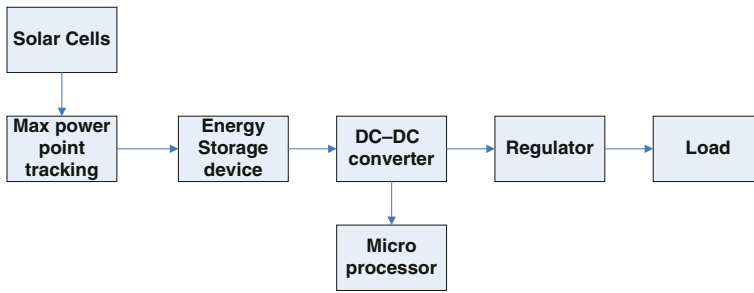 Solar Cells
Max power
point
tracking
Energy
Storage
device
DC–DC
converter
Regulator
Load
Micro
processor